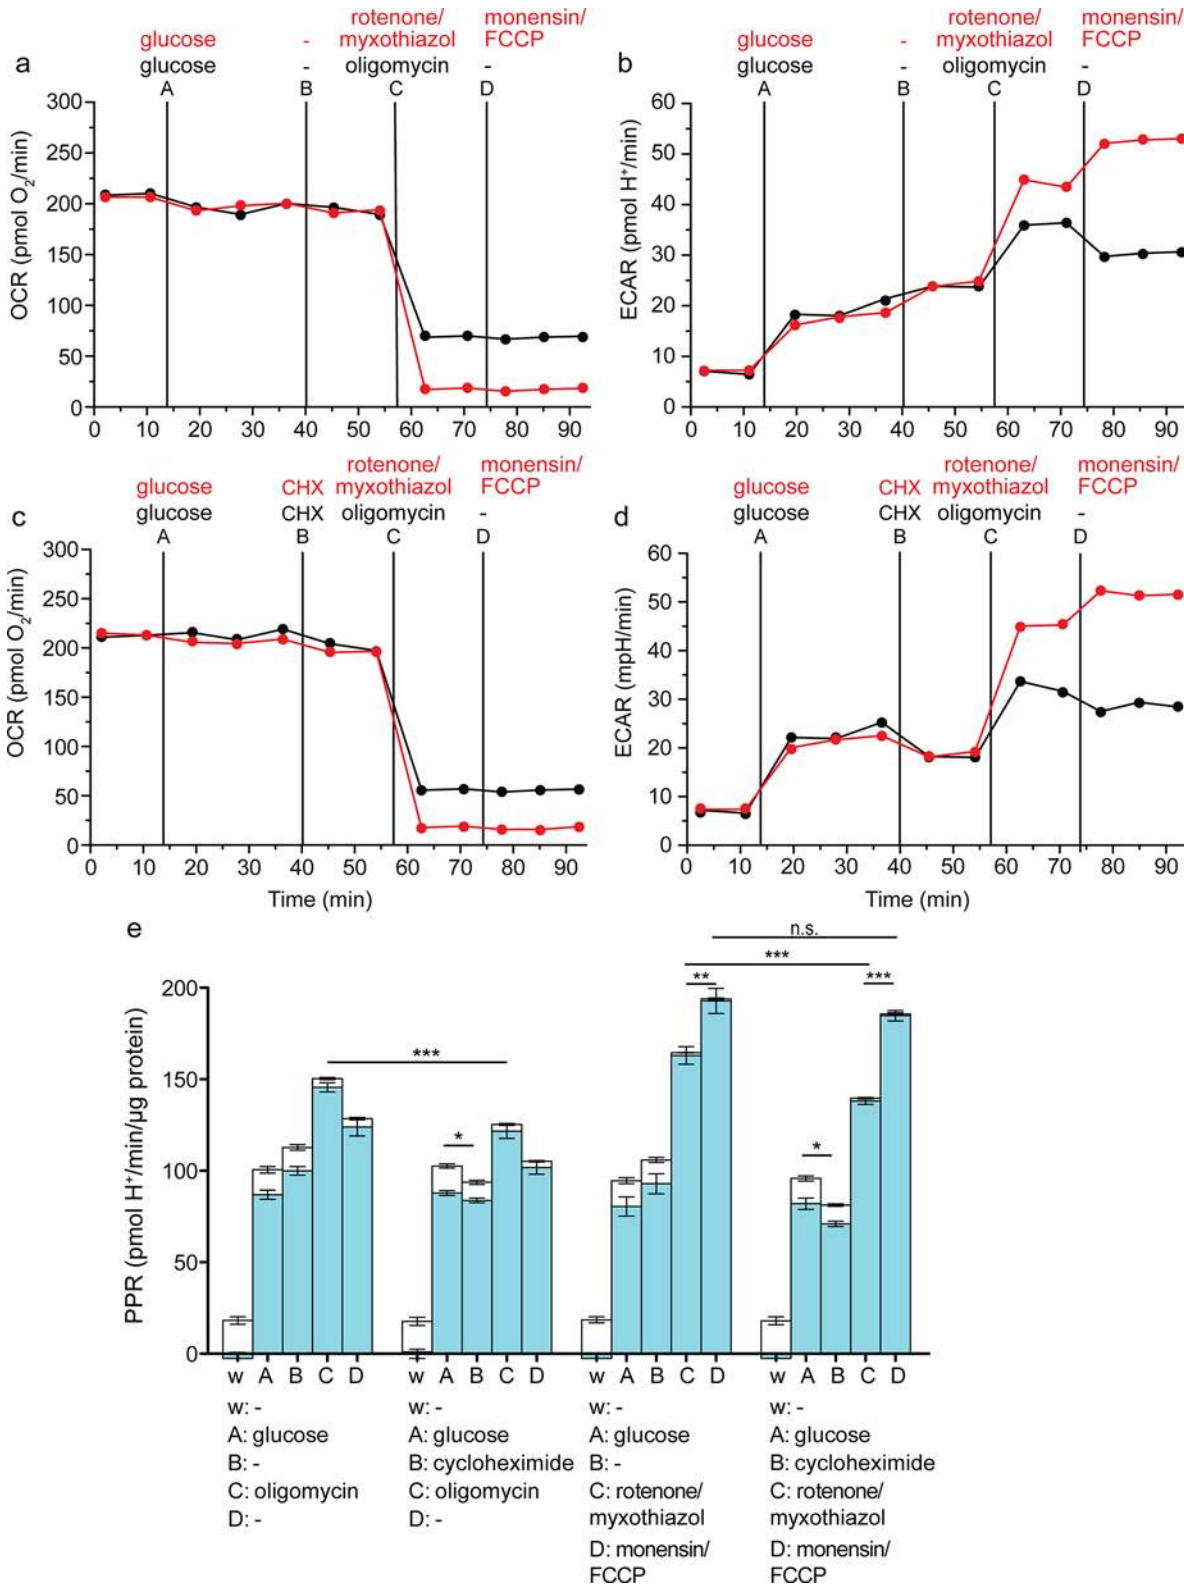 rotenone/ monensin/
glucose - myxothiazol FCCP
glucose - oligomycin -
a A B C D
300
250
200
150
100
50
0
OCR (pmol O₂/min)
0 10 20 30 40 50 60 70 80 90
rotenone/ monensin/
glucose - myxothiazol FCCP
glucose - oligomycin -
b A B C D
60
50
40
30
20
10
0
ECAR (pmol H⁺/min)
0 10 20 30 40 50 60 70 80 90
rotenone/ monensin/
glucose CHX myxothiazol FCCP
glucose CHX oligomycin -
c A B C D
300
250
200
150
100
50
0
OCR (pmol O₂/min)
0 10 20 30 40 50 60 70 80 90
Time (min)
rotenone/ monensin/
glucose CHX myxothiazol FCCP
glucose CHX oligomycin -
d A B C D
60
50
40
30
20
10
0
ECAR (mpH/min)
0 10 20 30 40 50 60 70 80 90
Time (min)
e
n.s.
***
** ***
***
* *
200
150
100
50
0
PPR (pmol H⁺/min/µg protein)
w A B C D w A B C D w A B C D w A B C D
w: -
A: glucose
B: -
C: oligomycin
D: -
w: -
A: glucose
B: cycloheximide
C: oligomycin
D: -
w: -
A: glucose
B: -
C: rotenone/
myxothiazol
D: monensin/
FCCP
w: -
A: glucose
B: cycloheximide
C: rotenone/
myxothiazol
D: monensin/
FCCP